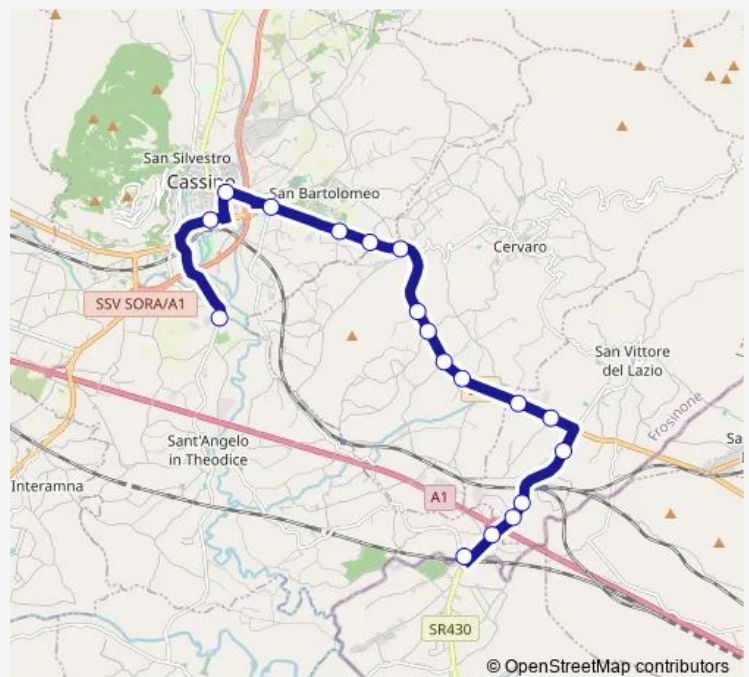 San Silvestro
Cassino
San Bartolomeo
Cervaro
SSV SORA/A1
San Vittore
del Lazio
Frosinone
Sant'Angelo
in Theodice
Interamna
A1
SR430
© OpenStreetMap contributors